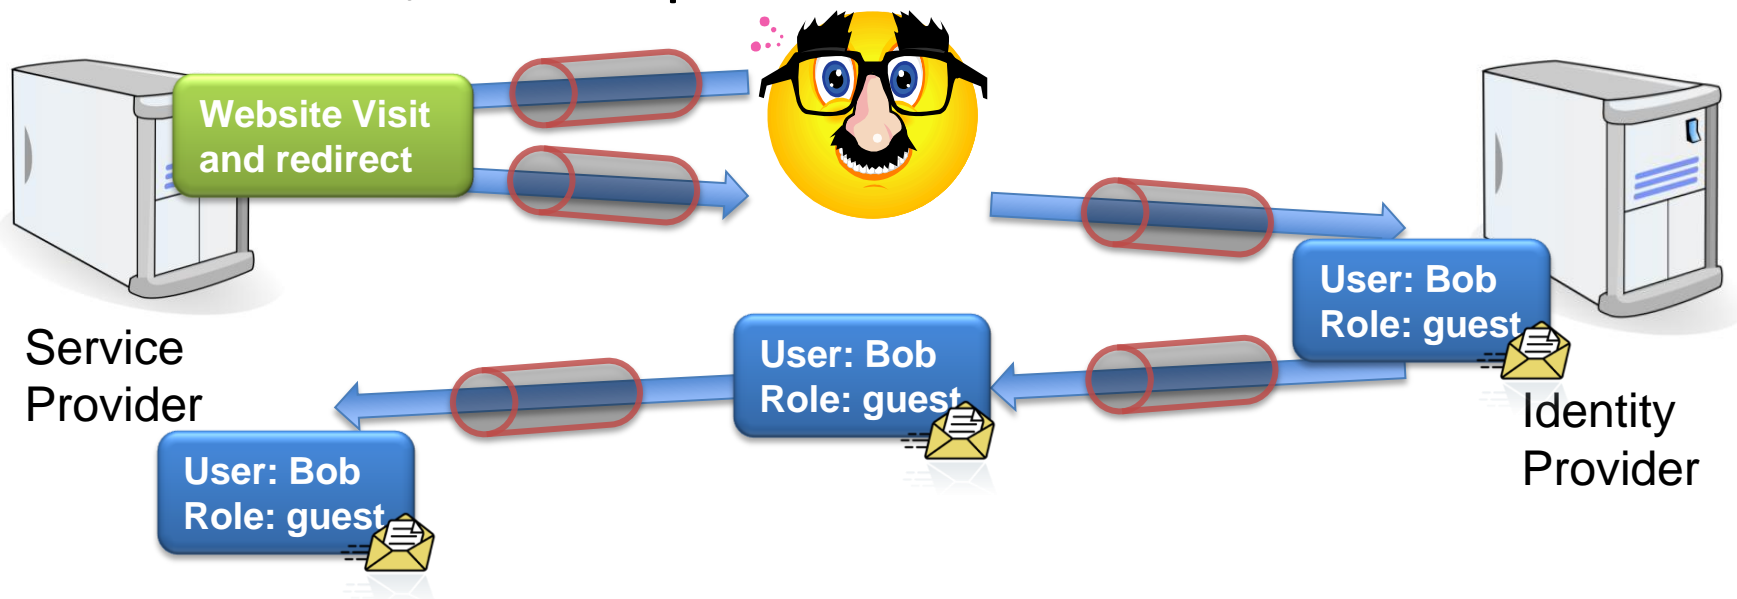 Website Visit
and redirect
User: Bob
Role: guest
User: Bob
Role: guest
Service
Provider
Identity
Provider
User: Bob
Role: guest